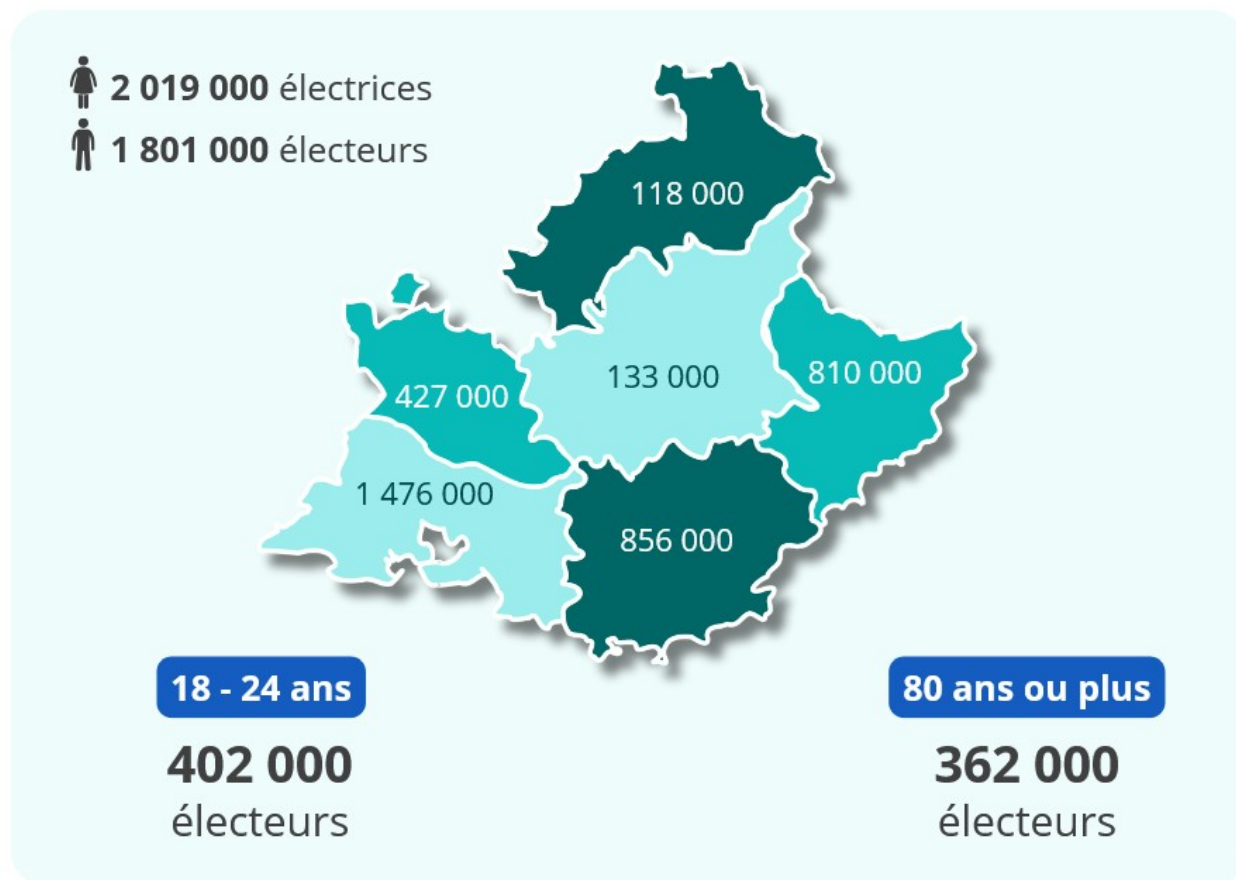 2 019 000 électrices
1 801 000 électeurs
118 000
133 000
810 000
427 000
1 476 000
856 000
18 - 24 ans
402 000
électeurs
80 ans ou plus
362 000
électeurs